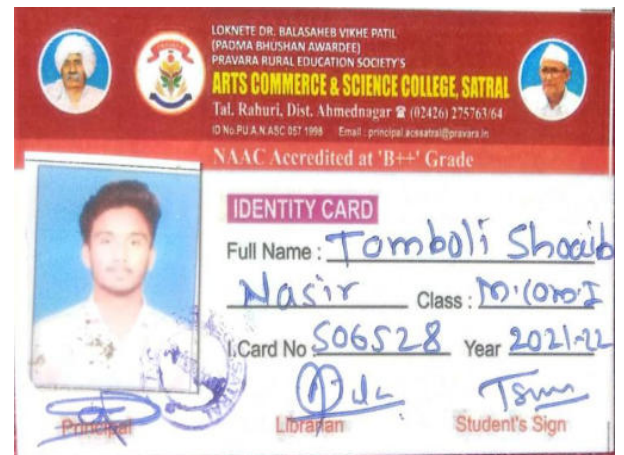 LOKNETE DR. BALASAHEB VIKHE PATIL
(PADMA BHUSHAN AWARDEE)
PRAVARA RURAL EDUCATION SOCIETY'S
ARTS COMMERCE & SCIENCE COLLEGE, SATRAL
Tal. Rahuri, Dist. Ahmednagar ☎ (02426) 275763/64
ID No.PU.A.N.ASC 057 1998 Email : principal.acssatral@pravara.in
NAAC Accredited at 'B++' Grade
IDENTITY CARD
Full Name : Tomboli Shoaib
Nasir Class : M.COM-I
I.Card No S06528 Year 2021-22
Principal Librarian Student's Sign